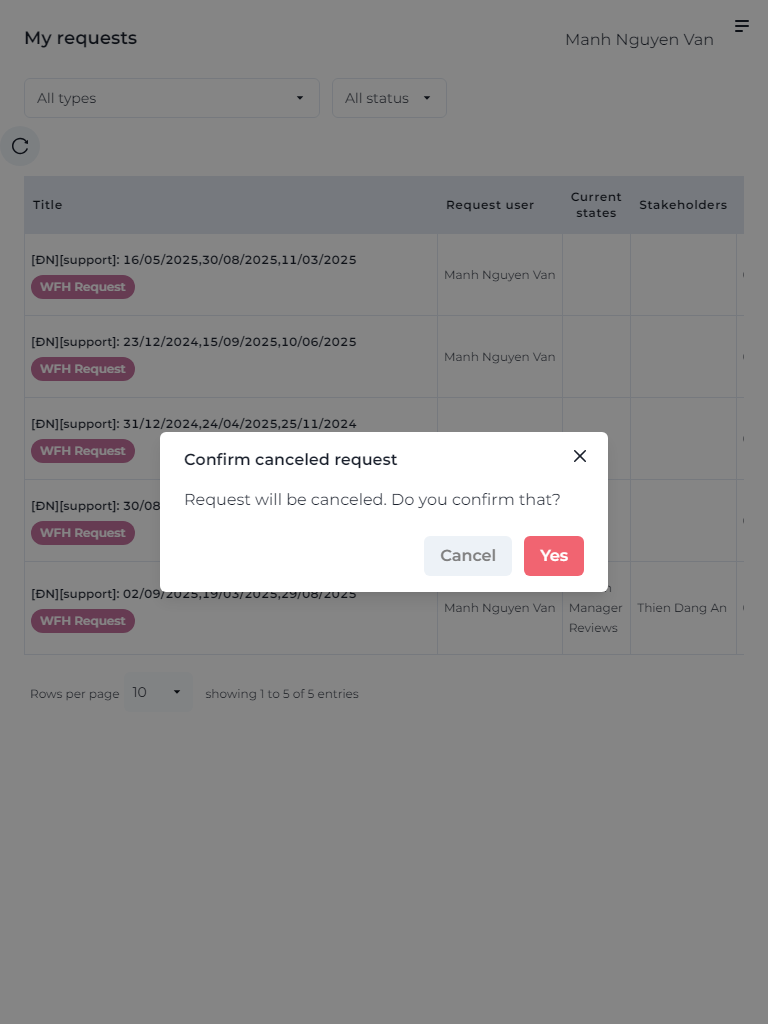 My requests
Manh Nguyen Van
All types
All status
Title
Request user
Current
states
Stakeholders
[ĐN][support]: 16/05/2025,30/08/2025,11/03/2025
WFH Request
Manh Nguyen Van
[ĐN][support]: 23/12/2024,15/09/2025,10/06/2025
WFH Request
Manh Nguyen Van
[ĐN][support]: 31/12/2024,24/04/2025,25/11/2024
WFH Request
[ĐN][support]: 30/08
WFH Request
Confirm canceled request
Request will be canceled. Do you confirm that?
Cancel
Yes
[ĐN][support]: 02/09/2025,19/03/2025,29/08/2025
WFH Request
Manh Nguyen Van
Manager
Reviews
Thien Dang An
Rows per page
10
showing 1 to 5 of 5 entries